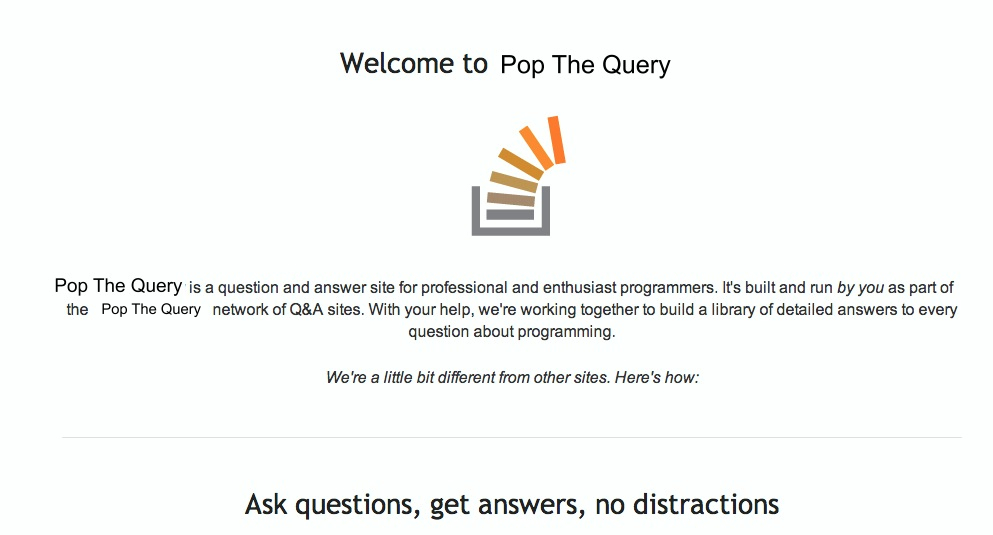 Welcome to Pop The Query
Pop The Query is a question and answer site for professional and enthusiast programmers. It's built and run by you as part of
the Pop The Query network of Q&A sites. With your help, we're working together to build a library of detailed answers to every
question about programming.
We're a little bit different from other sites. Here's how:
Ask questions, get answers, no distractions